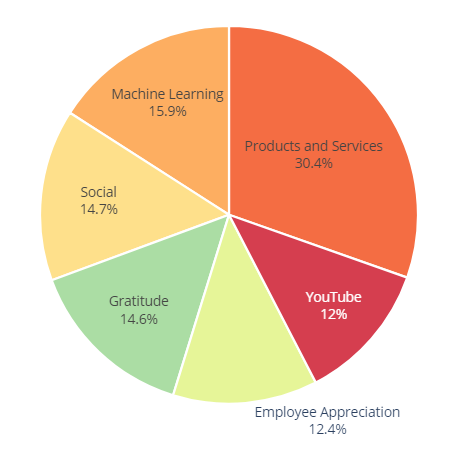 Machine Learning
15.9%
Products and Services
30.4%
Social
14.7%
Gratitude
14.6%
YouTube
12%
Employee Appreciation
12.4%